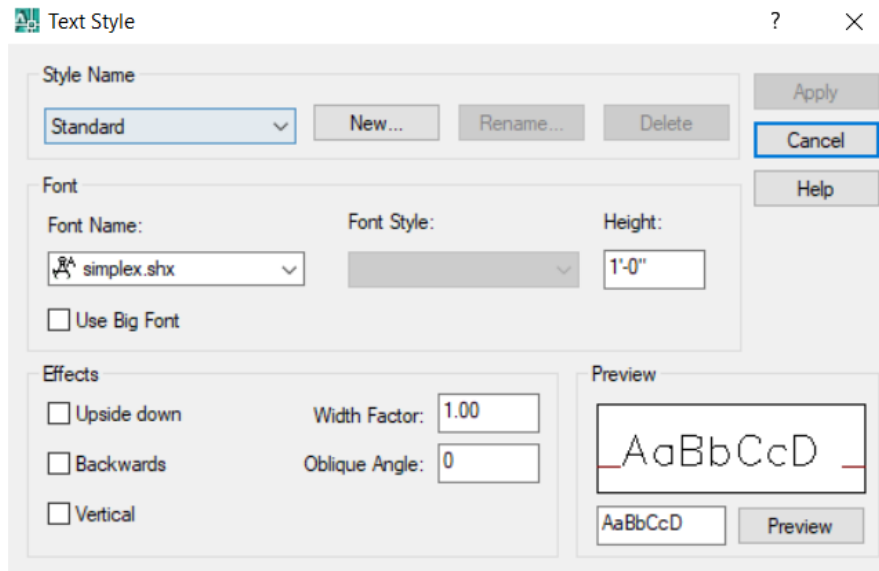 Text Style
?
Style Name
Standard
New...
Rename...
Delete
Apply
Cancel
Help
Font
Font Name:
Font Style:
Height:
simplex.shx
1'-0"
Use Big Font
Effects
Upside down
Width Factor:
1.00
Backwards
Oblique Angle:
0
Vertical
Preview
AaBbCcD
AaBbCcD
Preview